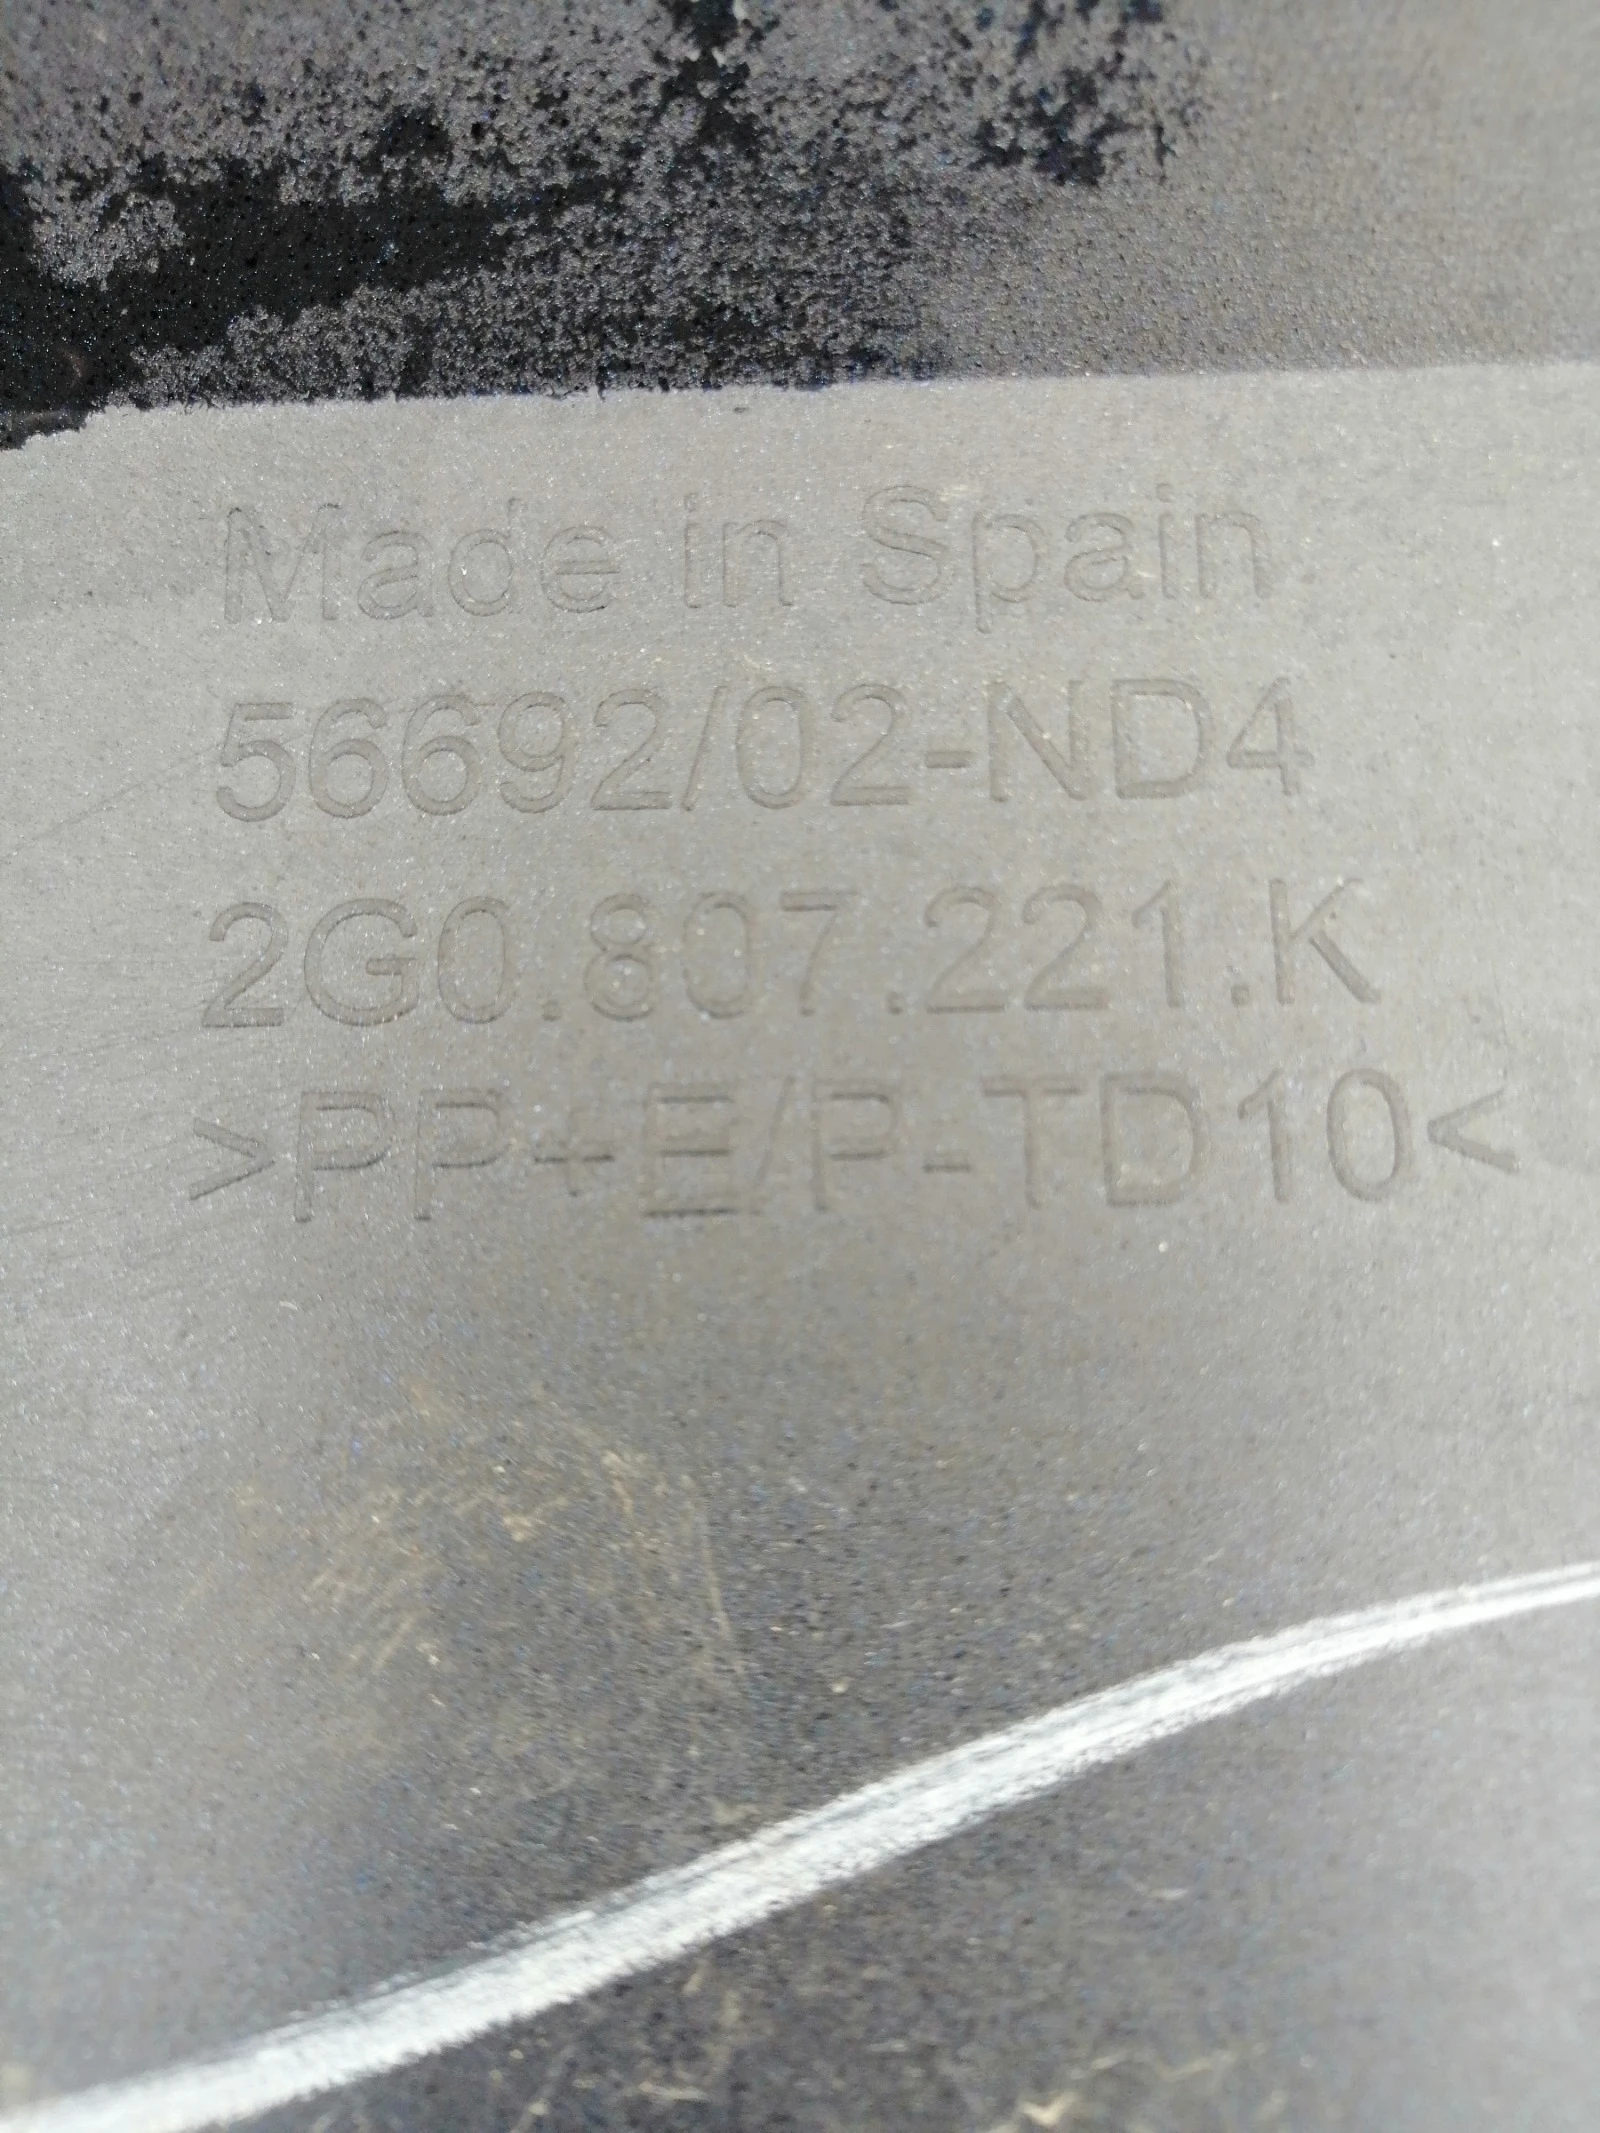 Made in Spain
56692/02-ND4
2G0.807.221.K
>PP+E/P-TD10<